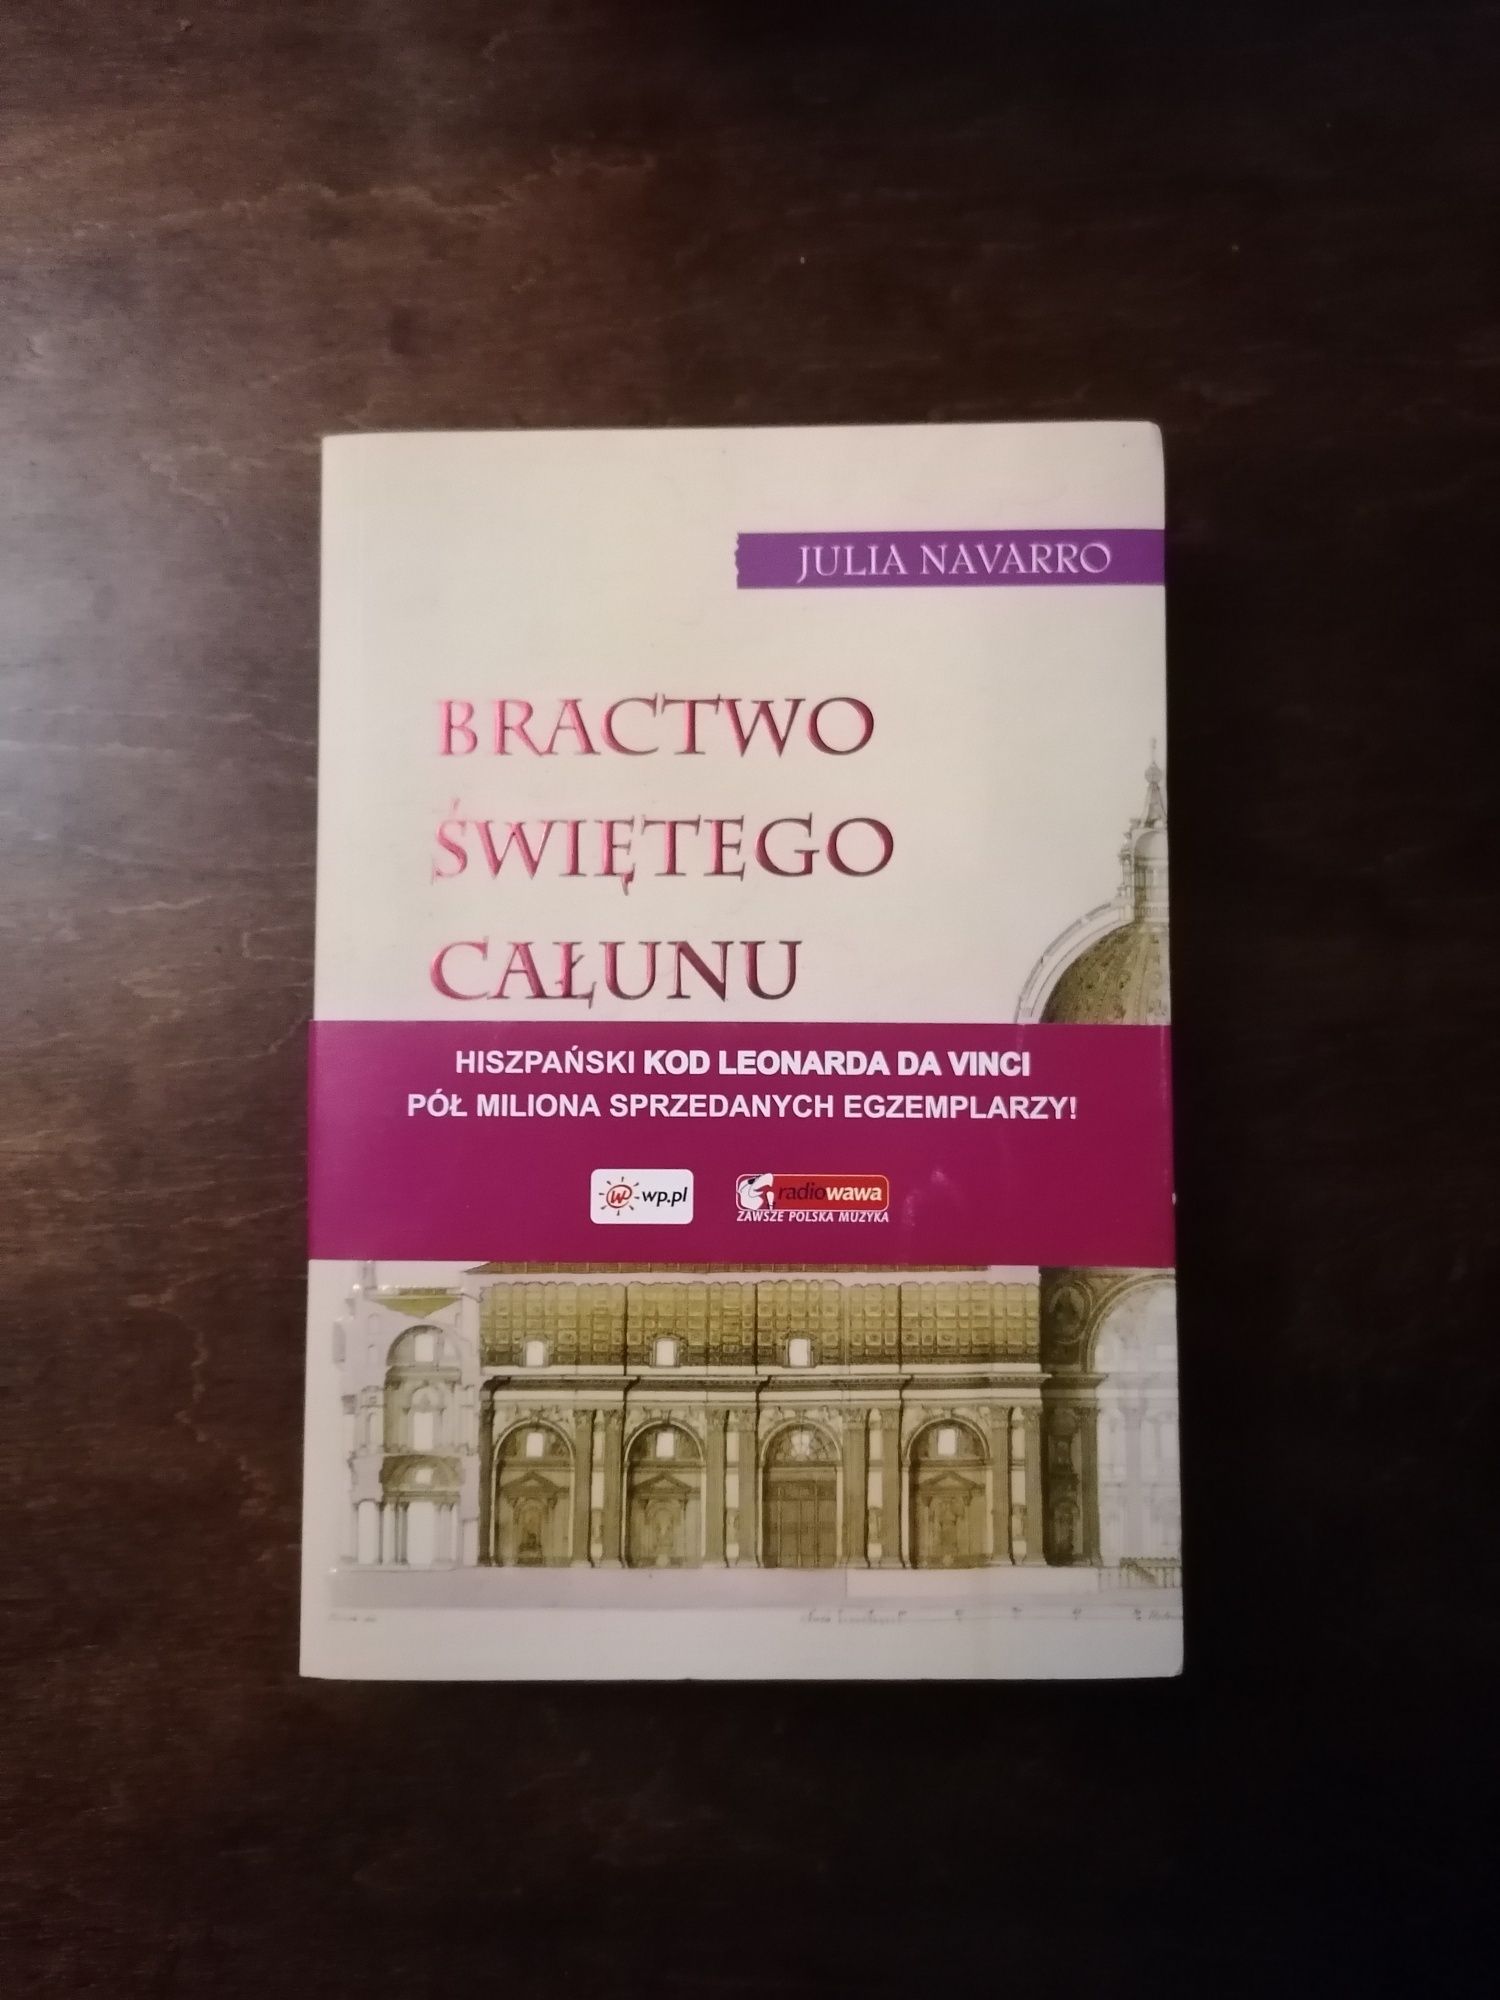 JULIA NAVARRO
BRACTWO
ŚWIĘTEGO
CAŁUNU
HISZPAŃSKI KOD LEONARDA DA VINCI
PÓŁ MILIONA SPRZEDANYCH EGZEMPLARZY!
wp.pl
radiowawa
ZAWSZE POLSKA MUZYKA